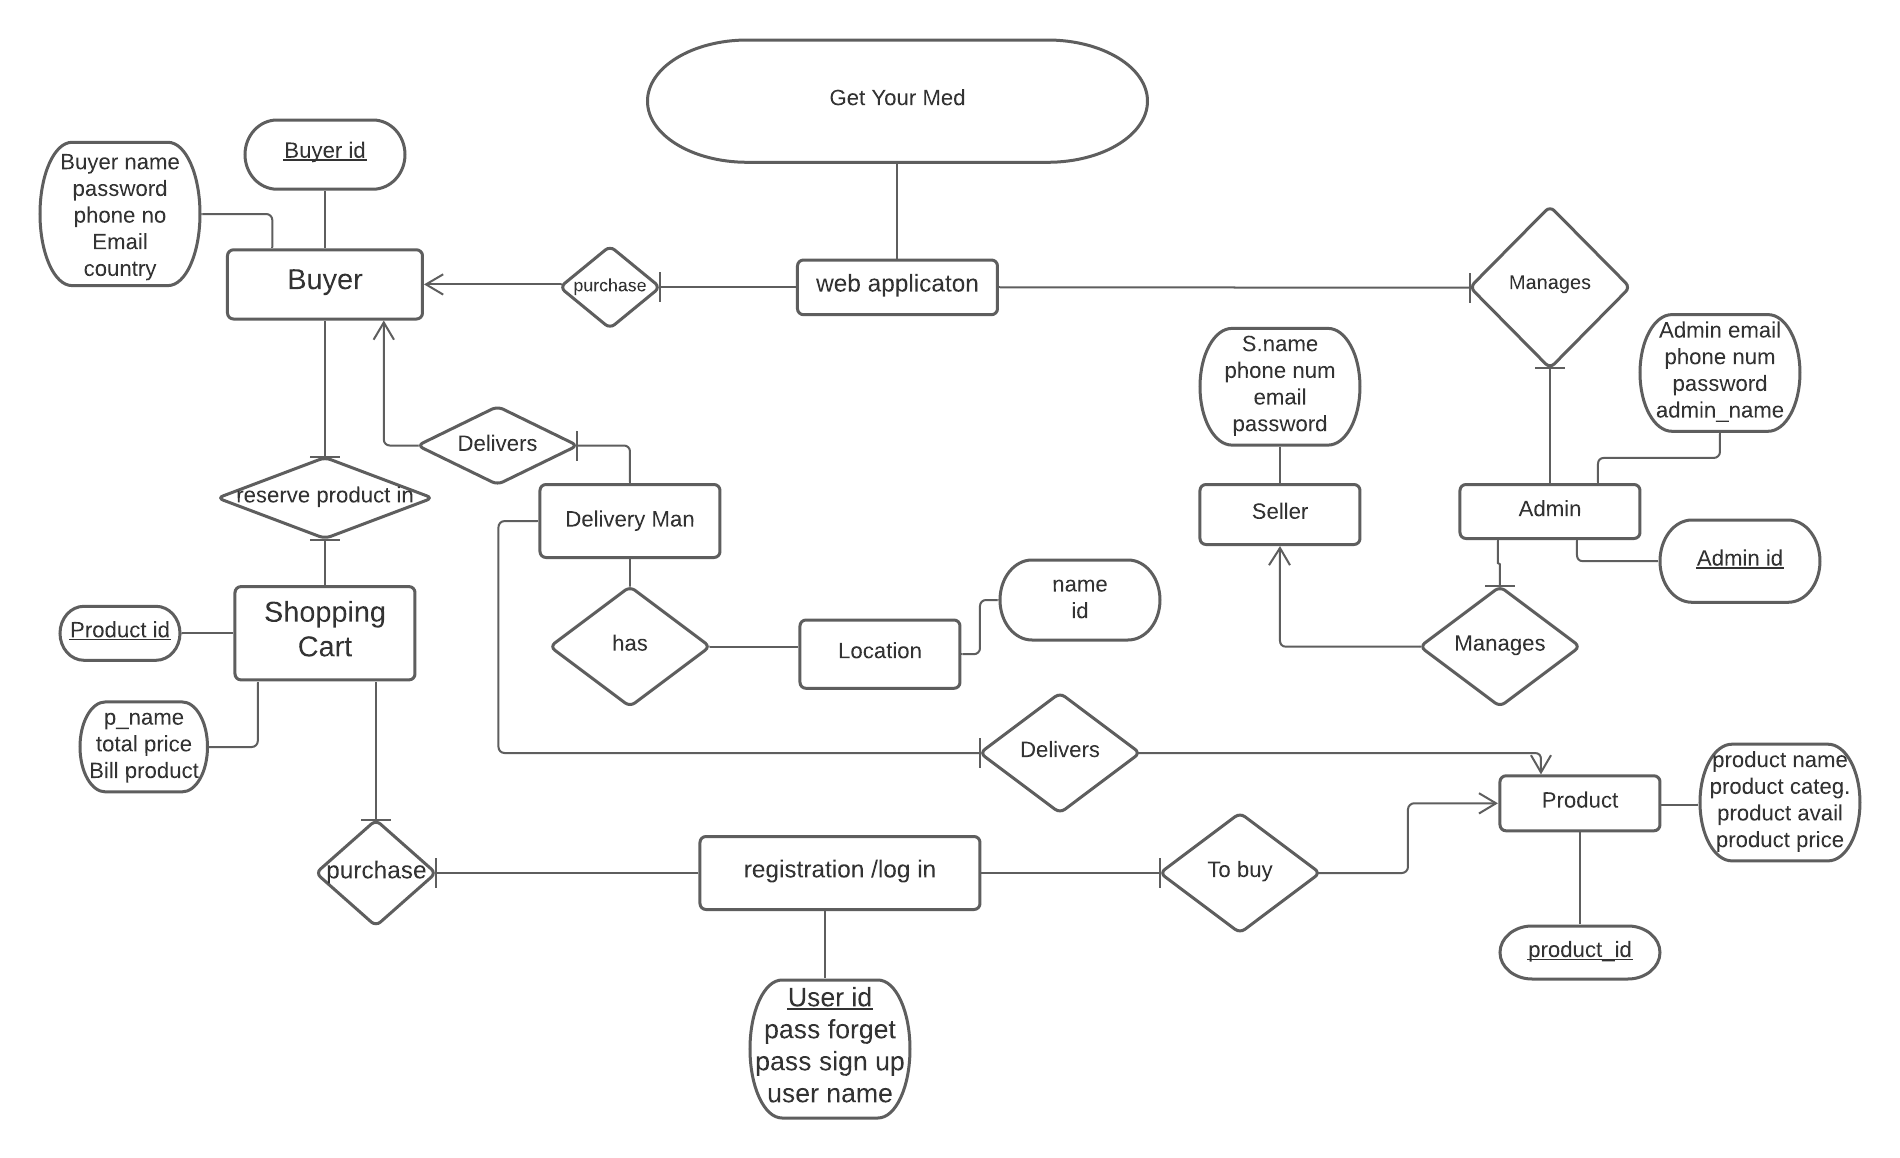 Get Your Med
Buyer id
Buyer name
password
phone no
Email
country
Buyer
purchase
web applicaton
Manages
Admin email
phone num
password
admin_name
S.name
phone num
email
password
Delivers
reserve product in
Delivery Man
Seller
Admin
Admin id
name
id
Shopping
Cart
Product id
has
Location
Manages
p_name
total price
Bill product
Delivers
product name
product categ.
product avail
product price
Product
purchase
registration /log in
To buy
product_id
User id
pass forget
pass sign up
user name